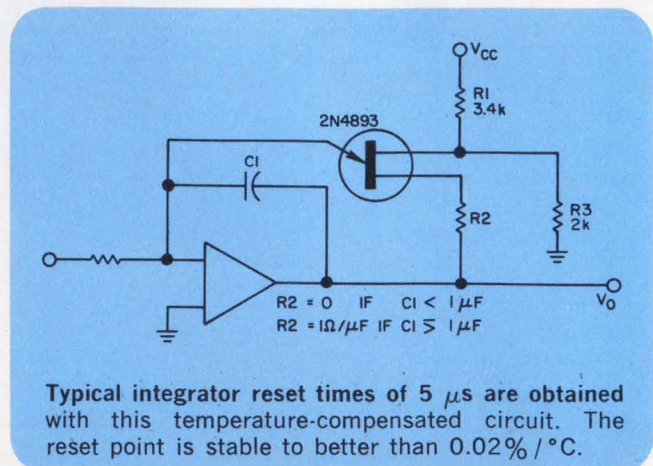 VCC
R1
3.4k
2N4893
C1
R2
R3
2k
VO
R2 = 0 IF C1 < 1 μF
R2 = 1Ω/μF IF C1 ⋝ 1 μF
Typical integrator reset times of 5 μs are obtained
with this temperature-compensated circuit. The
reset point is stable to better than 0.02%/°C.